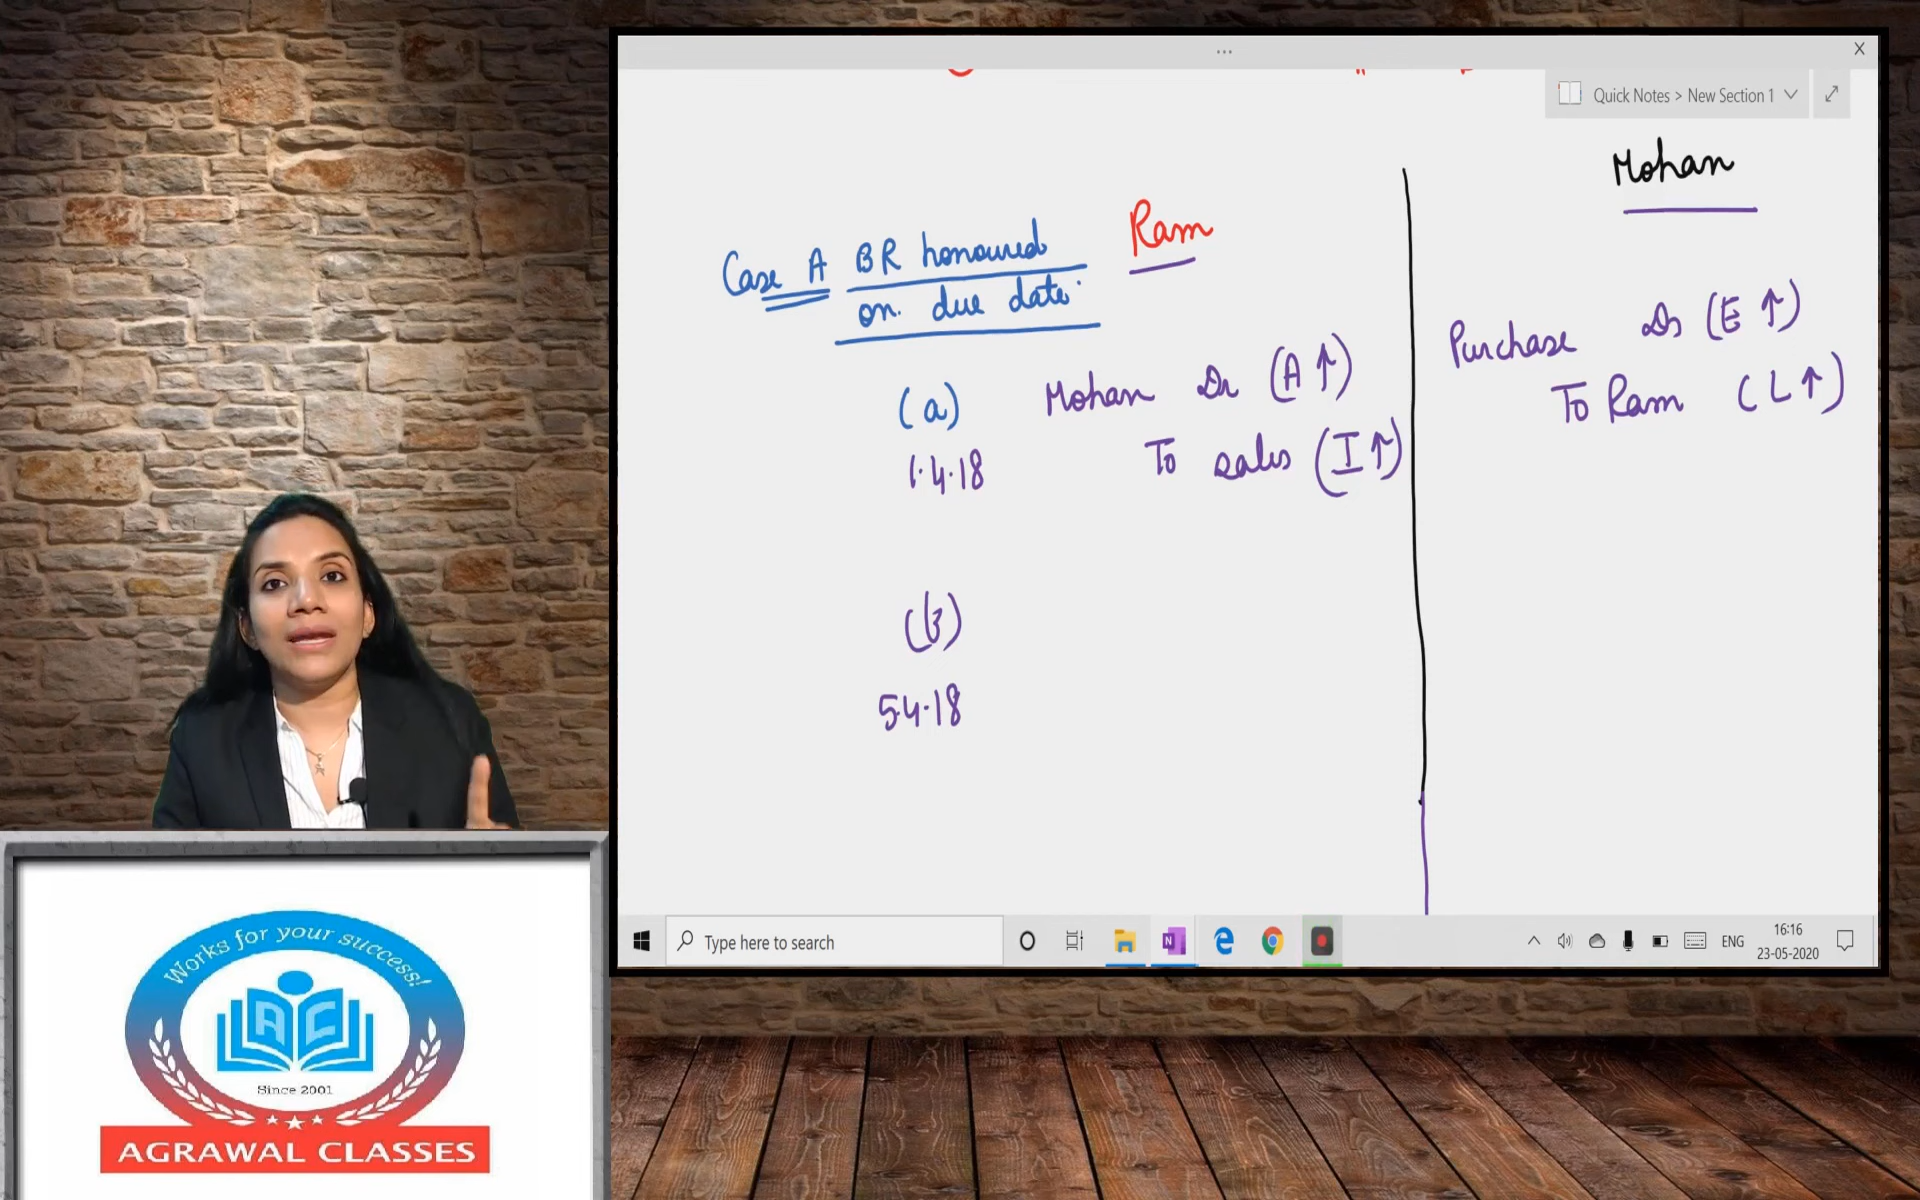 Quick Notes > New Section 1
Mohan
Ram
Case A BR honoured
on due date
(a) Mohan Dr (A↑)
1.4.18 To sales (I↑)
Purchase Dr (E↑)
To Ram (L↑)
(b)
5.4.18
Type here to search
ENG
16:16
23-05-2020
Works for your success!
AC
Since 2001
AGRAWAL CLASSES